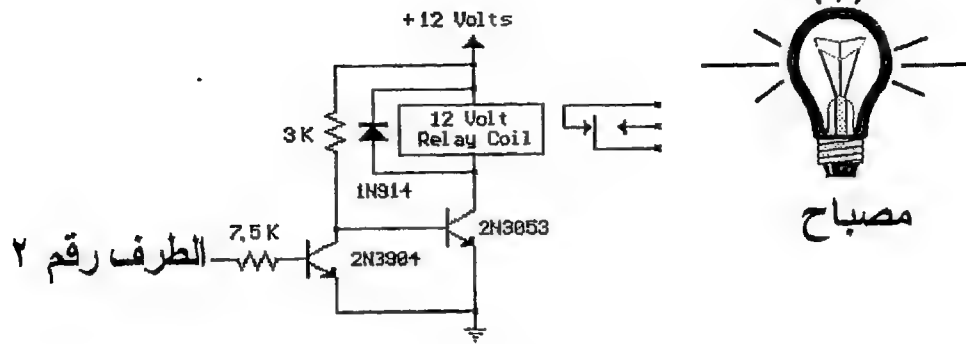 +12 Volts
3K
12 Volt
Relay Coil
1N914
2N3053
7,5K
2N3904
الطرف رقم ٢
مصباح